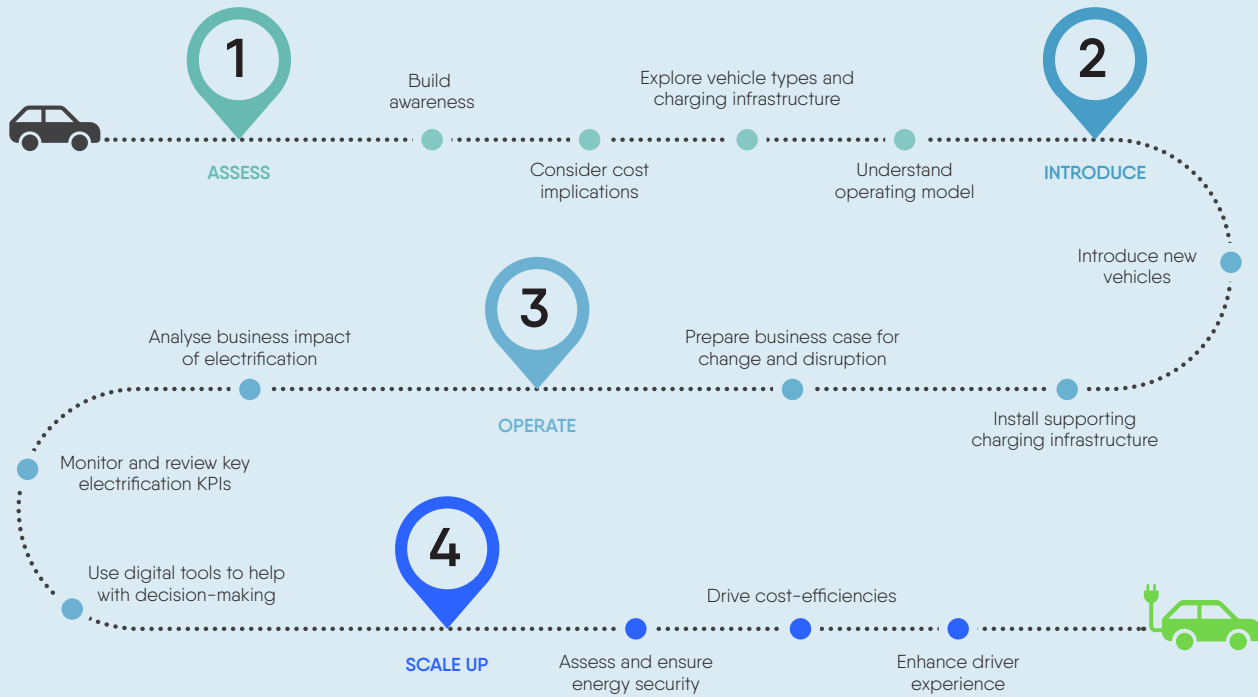 1
ASSESS
Build
awareness
Consider cost
implications
Explore vehicle types and
charging infrastructure
Understand
operating model
2
INTRODUCE
Introduce new
vehicles
Install supporting
charging infrastructure
Prepare business case for
change and disruption
3
OPERATE
Analyse business impact
of electrification
Monitor and review key
electrification KPIs
Use digital tools to help
with decision-making
4
SCALE UP
Assess and ensure
energy security
Drive cost-efficiencies
Enhance driver
experience